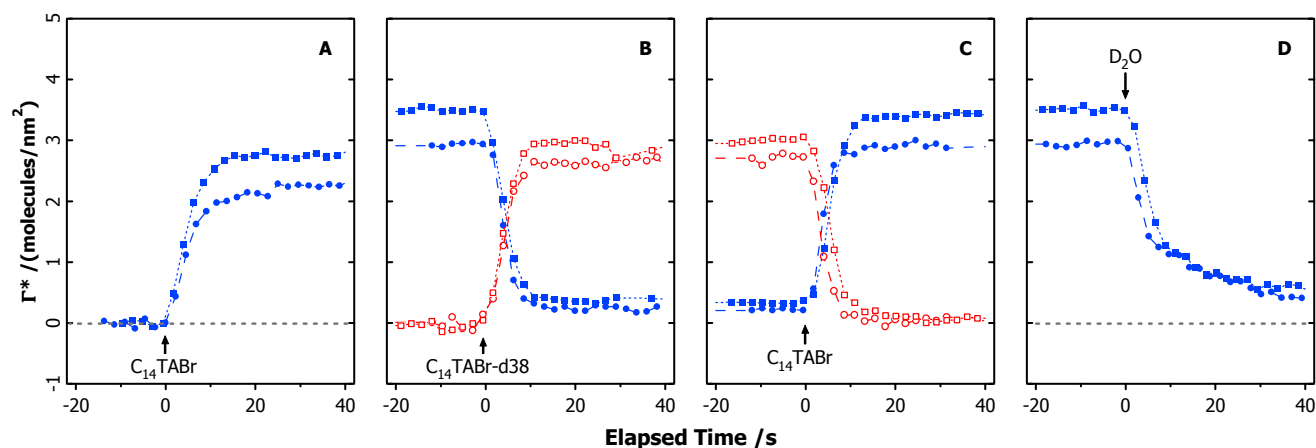 Γ* /(molecules/nm²)
5
4
3
2
1
0
-1
A
C₁₄TABr
-20 0 20 40
B
C₁₄TABr-d38
-20 0 20 40
C
C₁₄TABr
-20 0 20 40
D
D₂O
-20 0 20 40
Elapsed Time /s